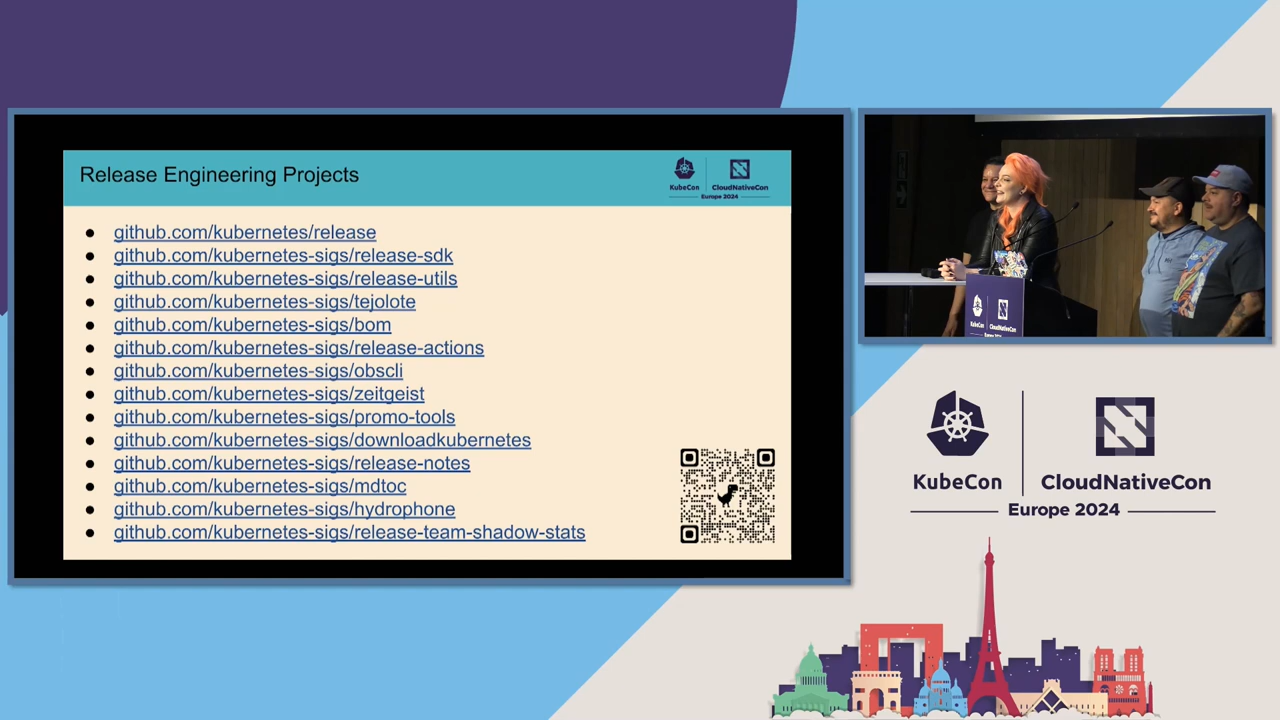 Release Engineering Projects
KubeCon
CloudNativeCon
Europe 2024
github.com/kubernetes/release
github.com/kubernetes-sigs/release-sdk
github.com/kubernetes-sigs/release-utils
github.com/kubernetes-sigs/tejolote
github.com/kubernetes-sigs/bom
github.com/kubernetes-sigs/release-actions
github.com/kubernetes-sigs/obscli
github.com/kubernetes-sigs/zeitgeist
github.com/kubernetes-sigs/promo-tools
github.com/kubernetes-sigs/downloadkubernetes
github.com/kubernetes-sigs/release-notes
github.com/kubernetes-sigs/mdtoc
github.com/kubernetes-sigs/hydrophone
github.com/kubernetes-sigs/release-team-shadow-stats
KubeCon
CloudNativeCon
KubeCon
CloudNativeCon
Europe 2024